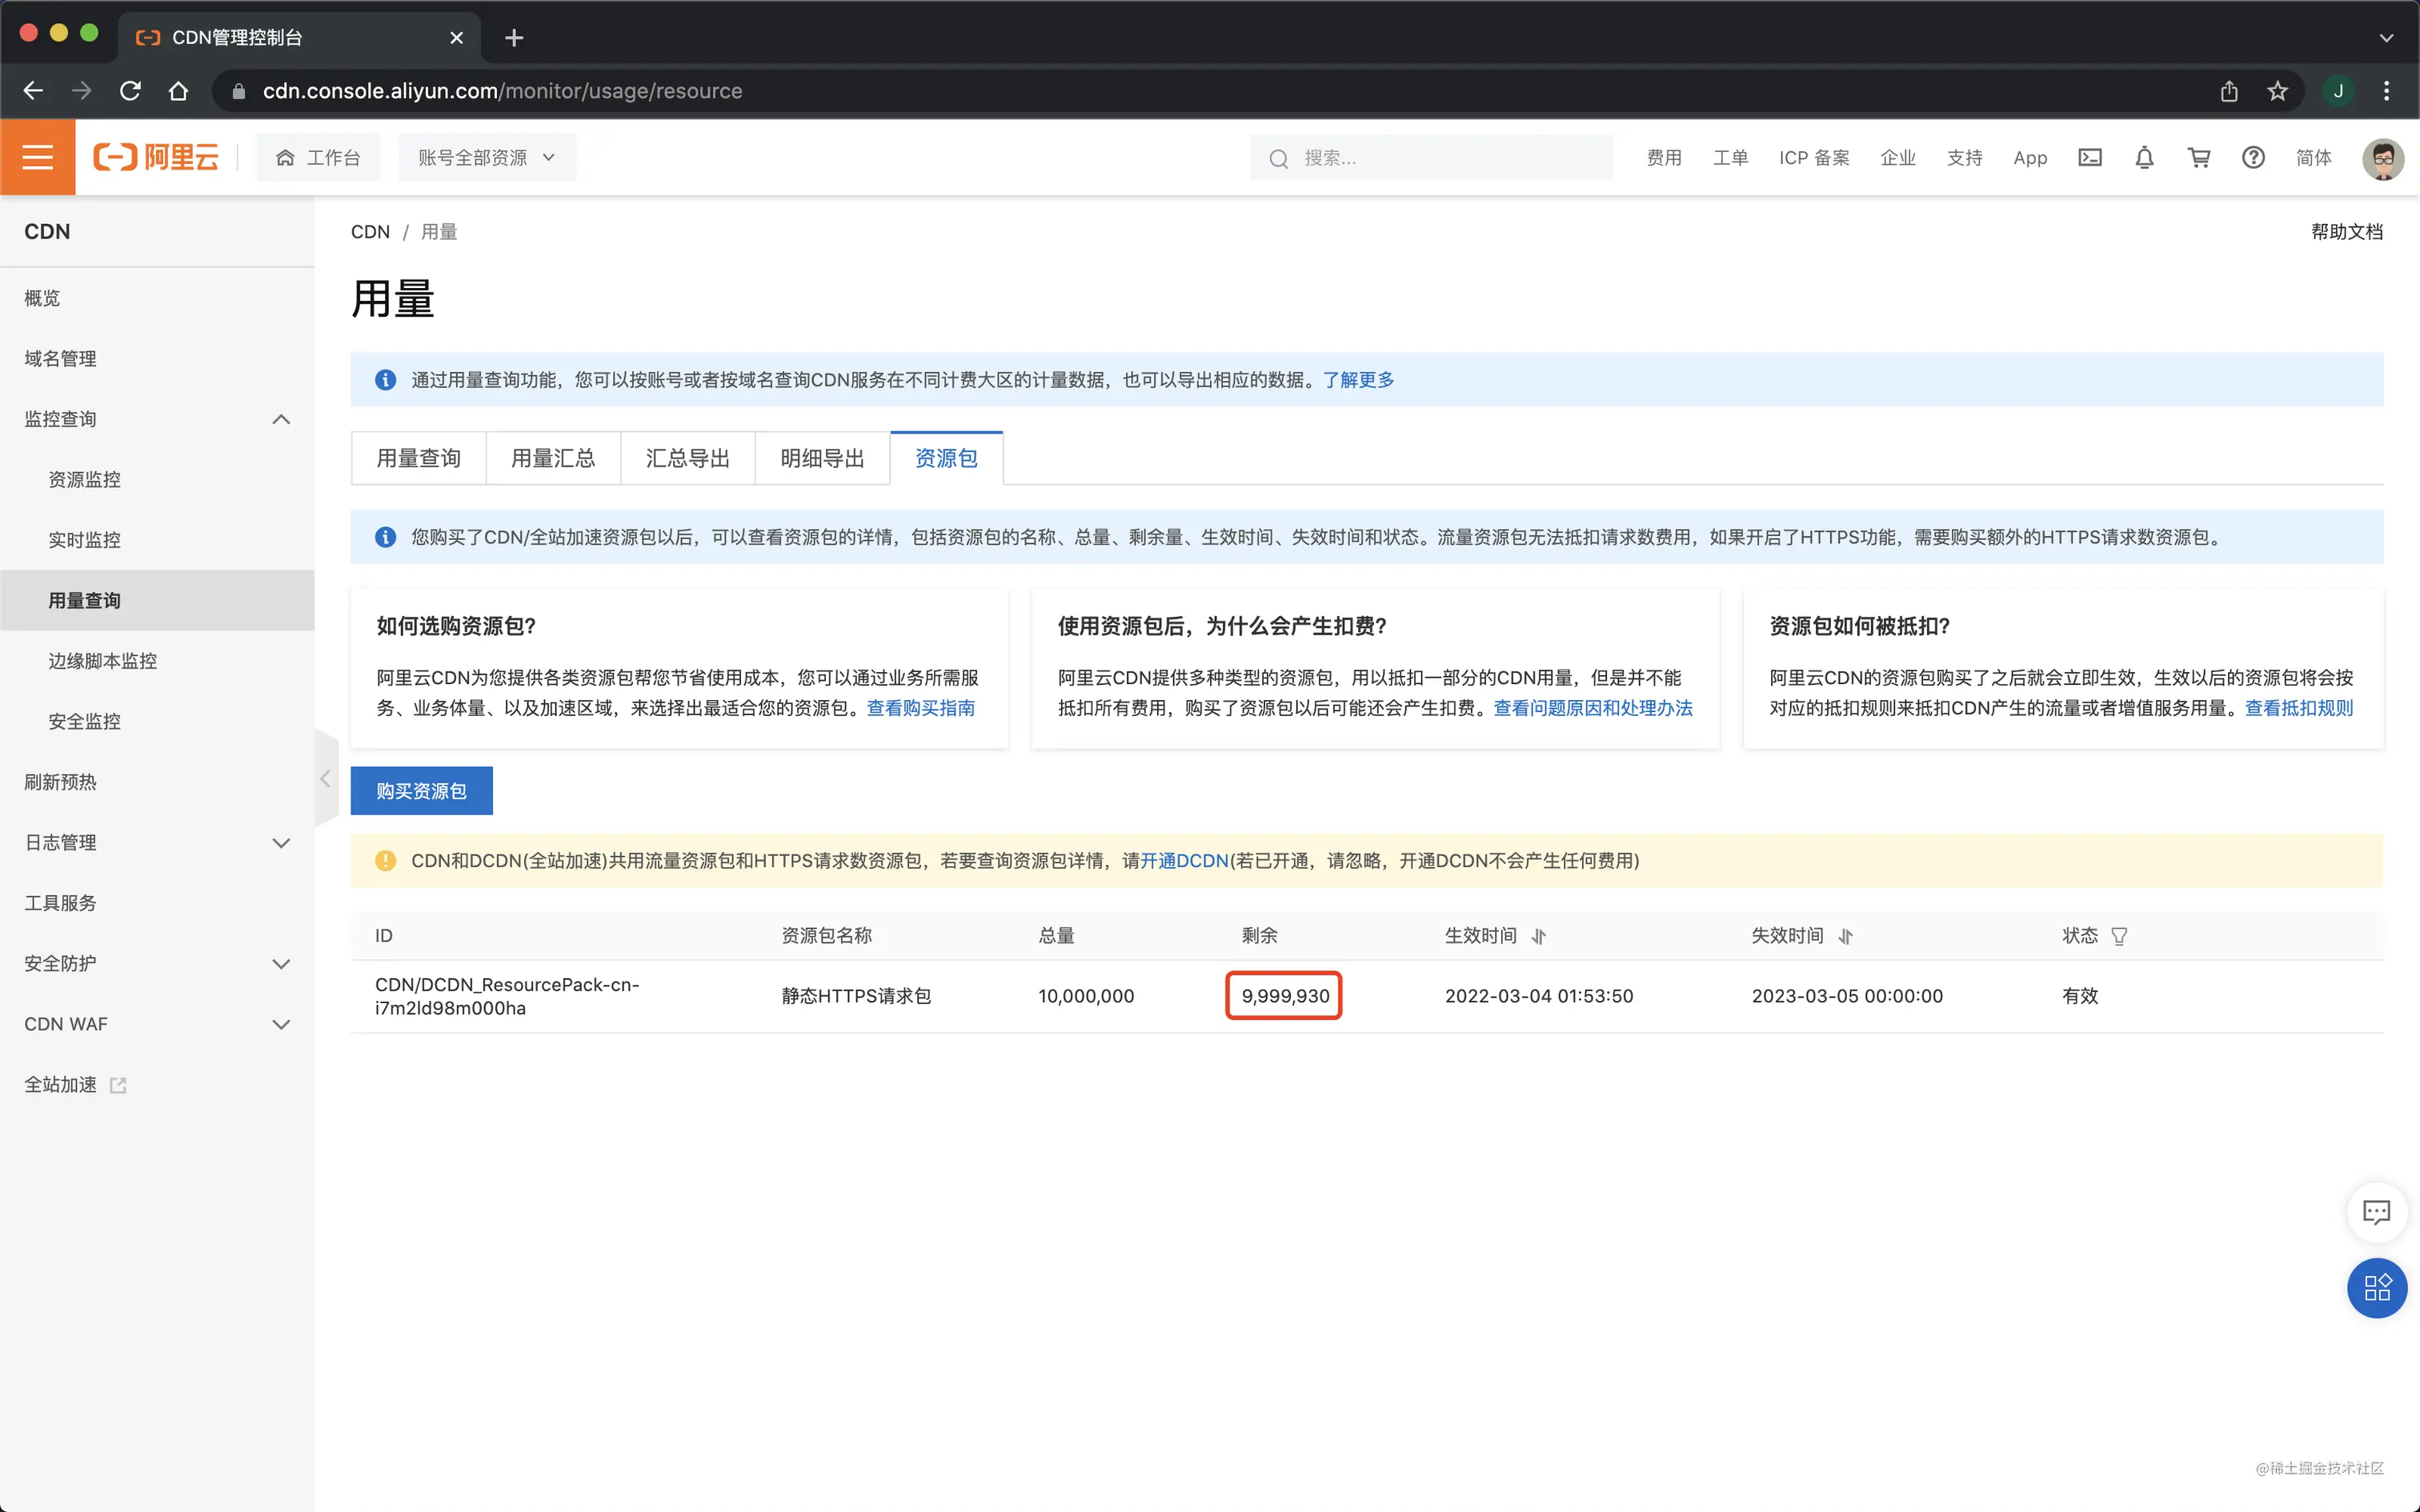 CDN管理控制台
cdn.console.aliyun.com/monitor/usage/resource
J
阿里云
工作台
账号全部资源
搜索...
费用
工单
ICP 备案
企业
支持
App
简体
CDN
概览
域名管理
监控查询
资源监控
实时监控
用量查询
边缘脚本监控
安全监控
刷新预热
日志管理
工具服务
安全防护
CDN WAF
全站加速
CDN / 用量
帮助文档
用量
通过用量查询功能，您可以按账号或者按域名查询CDN服务在不同计费大区的计量数据，也可以导出相应的数据。了解更多
用量查询
用量汇总
汇总导出
明细导出
资源包
您购买了CDN/全站加速资源包以后，可以查看资源包的详情，包括资源包的名称、总量、剩余量、生效时间、失效时间和状态。流量资源包无法抵扣请求数费用，如果开启了HTTPS功能，需要购买额外的HTTPS请求数资源包。
如何选购资源包?
阿里云CDN为您提供各类资源包帮您节省使用成本，您可以通过业务所需服
务、业务体量、以及加速区域，来选择出最适合您的资源包。查看购买指南
使用资源包后，为什么会产生扣费?
阿里云CDN提供多种类型的资源包，用以抵扣一部分的CDN用量，但是并不能
抵扣所有费用，购买了资源包以后可能还会产生扣费。查看问题原因和处理办法
资源包如何被抵扣?
阿里云CDN的资源包购买了之后就会立即生效，生效以后的资源包将会按
对应的抵扣规则来抵扣CDN产生的流量或者增值服务用量。查看抵扣规则
购买资源包
CDN和DCDN(全站加速)共用流量资源包和HTTPS请求数资源包，若要查询资源包详情，请开通DCDN(若已开通，请忽略，开通DCDN不会产生任何费用)
ID
资源包名称
总量
剩余
生效时间
失效时间
状态
CDN/DCDN_ResourcePack-cn-
i7m2ld98m000ha
静态HTTPS请求包
10,000,000
9,999,930
2022-03-04 01:53:50
2023-03-05 00:00:00
有效
@稀土掘金技术社区